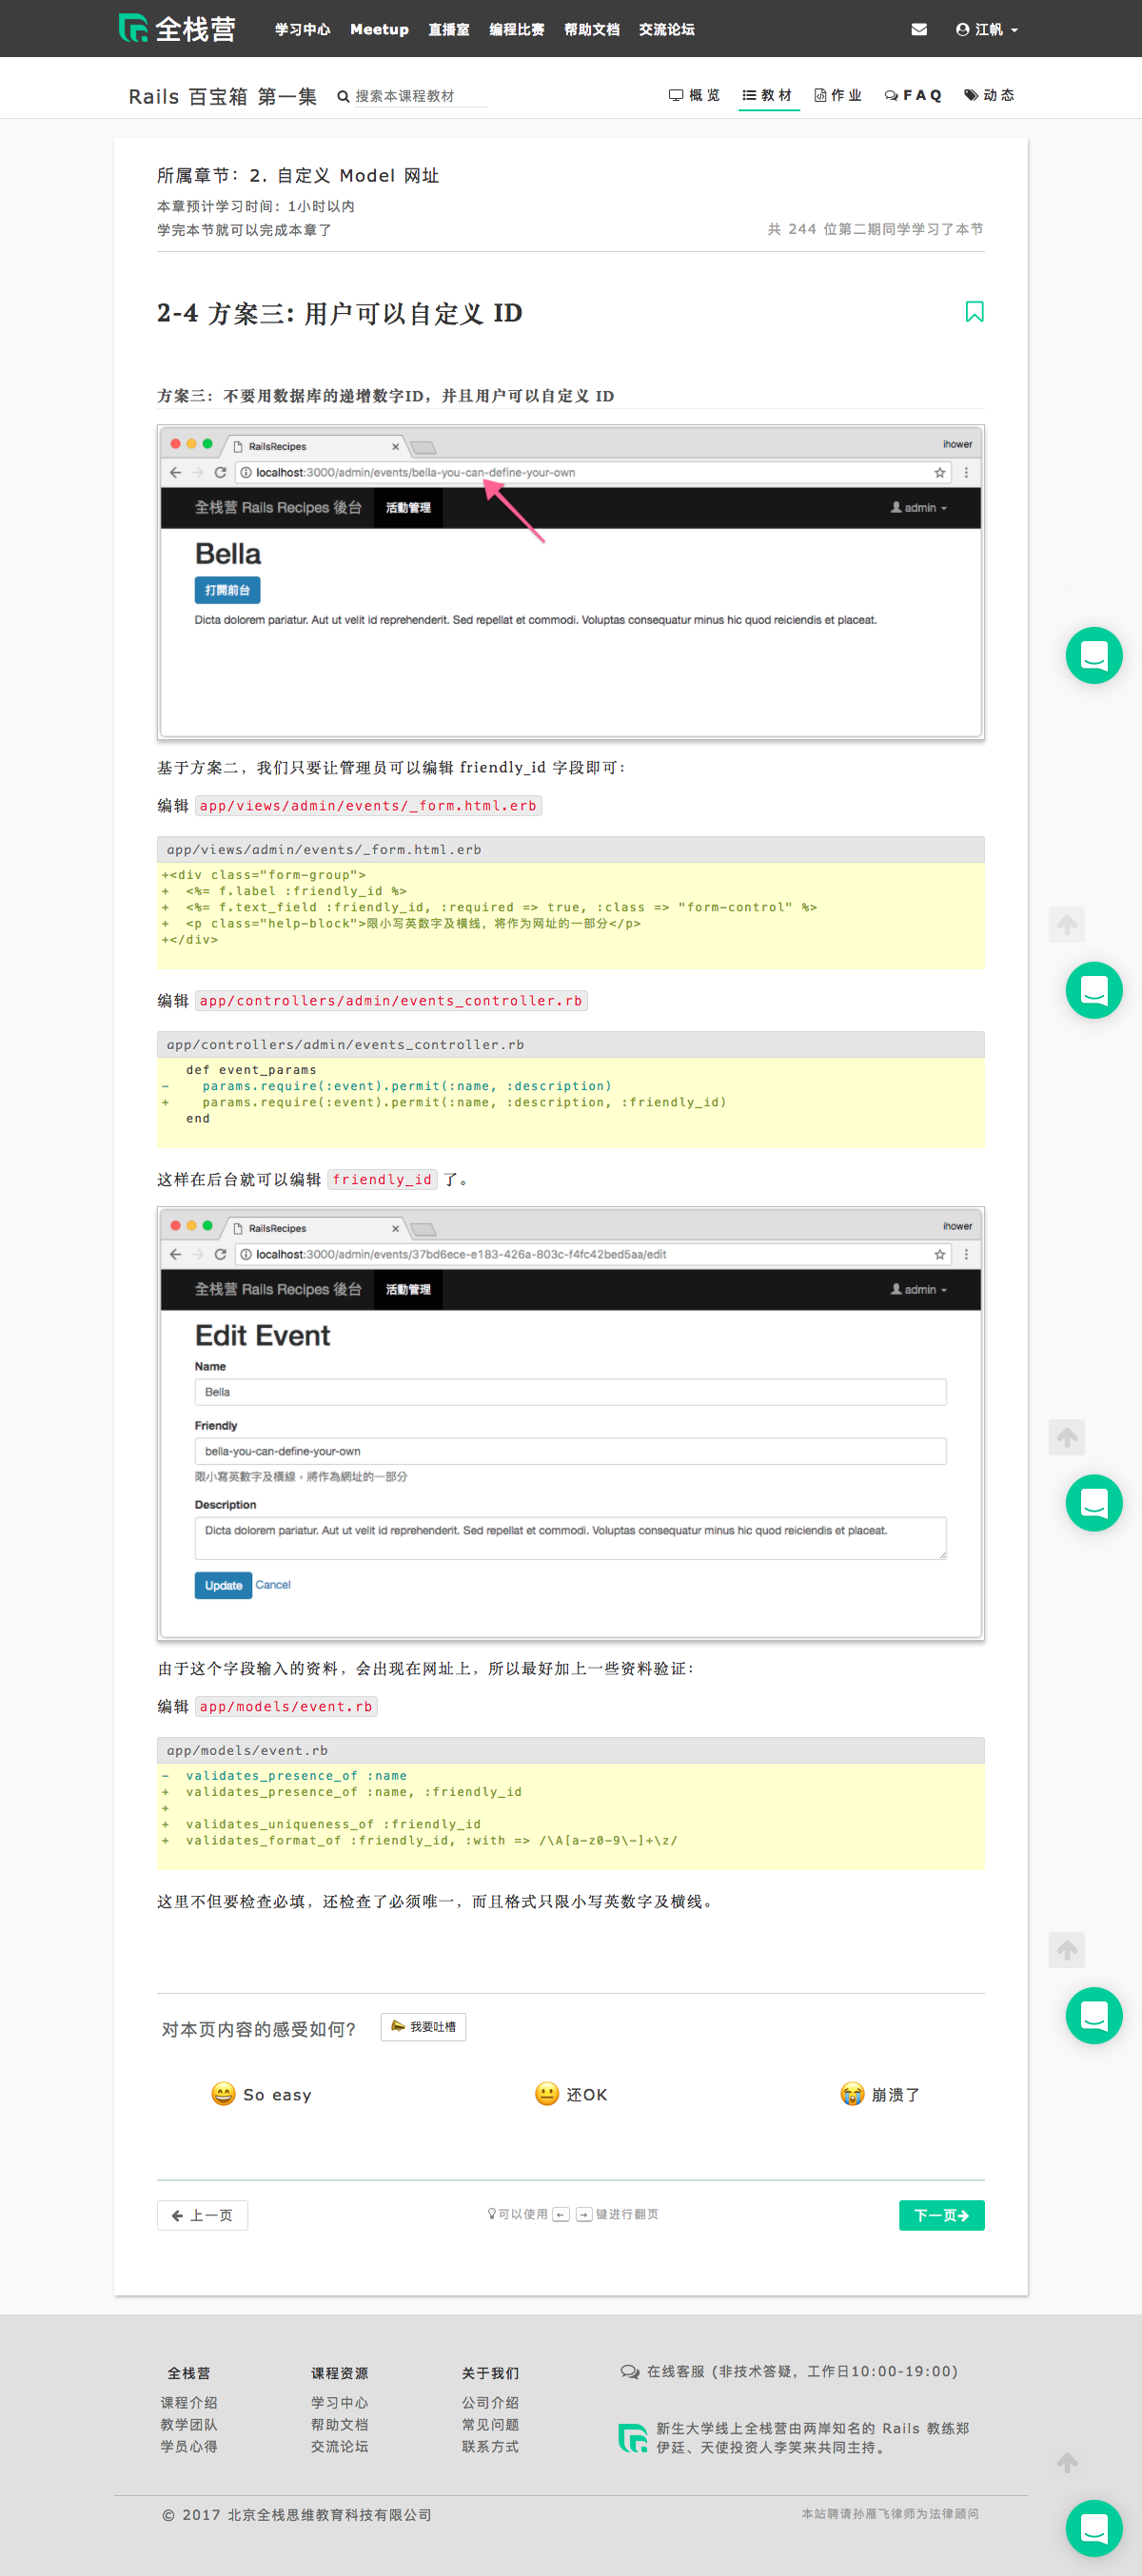 全栈营 学习中心 Meetup 直播室 编程比赛 帮助文档 交流论坛 江帆
Rails 百宝箱 第一集 搜索本课程教材 概览 教材 作业 FAQ 动态
所属章节：2. 自定义 Model 网址
本章预计学习时间：1小时以内
学完本节就可以完成本章了 共 244 位第二期同学学习了本节
2-4 方案三: 用户可以自定义 ID
方案三：不要用数据库的递增数字ID，并且用户可以自定义 ID
RailsRecipes ihower
localhost:3000/admin/events/bella-you-can-define-your-own
全栈营 Rails Recipes 後台 活動管理 admin
Bella
打開前台
Dicta dolorem pariatur. Aut ut velit id reprehenderit. Sed repellat et commodi. Voluptas consequatur minus hic quod reiciendis et placeat.
基于方案二，我们只要让管理员可以编辑 friendly_id 字段即可：
编辑 app/views/admin/events/_form.html.erb
app/views/admin/events/_form.html.erb
+<div class="form-group">
+  <%= f.label :friendly_id %>
+  <%= f.text_field :friendly_id, :required => true, :class => "form-control" %>
+  <p class="help-block">限小写英数字及横线，将作为网址的一部分</p>
+</div>
编辑 app/controllers/admin/events_controller.rb
app/controllers/admin/events_controller.rb
   def event_params
-    params.require(:event).permit(:name, :description)
+    params.require(:event).permit(:name, :description, :friendly_id)
   end
这样在后台就可以编辑 friendly_id 了。
RailsRecipes ihower
localhost:3000/admin/events/37bd6ece-e183-426a-803c-f4fc42bed5aa/edit
全栈营 Rails Recipes 後台 活動管理 admin
Edit Event
Name
Bella
Friendly
bella-you-can-define-your-own
限小寫英數字及橫線，將作為網址的一部分
Description
Dicta dolorem pariatur. Aut ut velit id reprehenderit. Sed repellat et commodi. Voluptas consequatur minus hic quod reiciendis et placeat.
Update Cancel
由于这个字段输入的资料，会出现在网址上，所以最好加上一些资料验证：
编辑 app/models/event.rb
app/models/event.rb
-  validates_presence_of :name
+  validates_presence_of :name, :friendly_id
+
+  validates_uniqueness_of :friendly_id
+  validates_format_of :friendly_id, :with => /\A[a-z0-9\-]+\z/
这里不但要检查必填，还检查了必须唯一，而且格式只限小写英数字及横线。
对本页内容的感受如何？ 我要吐槽
So easy 还OK 崩溃了
上一页 可以使用 ← → 键进行翻页 下一页
全栈营 课程资源 关于我们 在线客服 (非技术答疑，工作日10:00-19:00)
课程介绍 学习中心 公司介绍
教学团队 帮助文档 常见问题 新生大学线上全栈营由两岸知名的 Rails 教练郑
学员心得 交流论坛 联系方式 伊廷、天使投资人李笑来共同主持。
© 2017 北京全栈思维教育科技有限公司 本站聘请孙雁飞律师为法律顾问